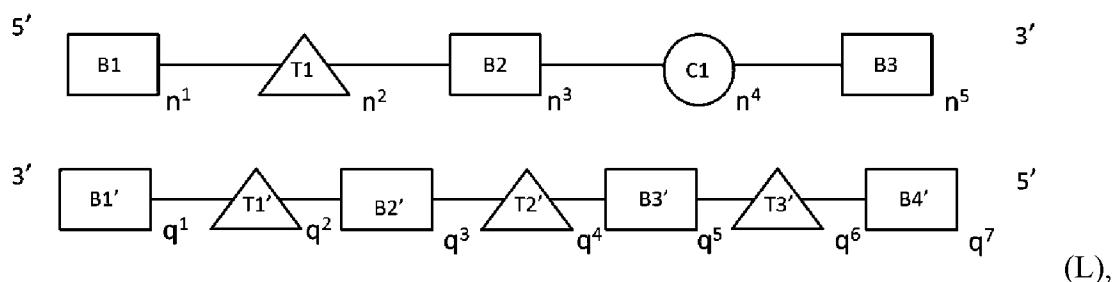 5′ 3′
B1 T1 B2 C1 B3
n¹ n² n³ n⁴ n⁵
3′ 5′
B1′ T1′ B2′ T2′ B3′ T3′ B4′
q¹ q² q³ q⁴ q⁵ q⁶ q⁷
(L),